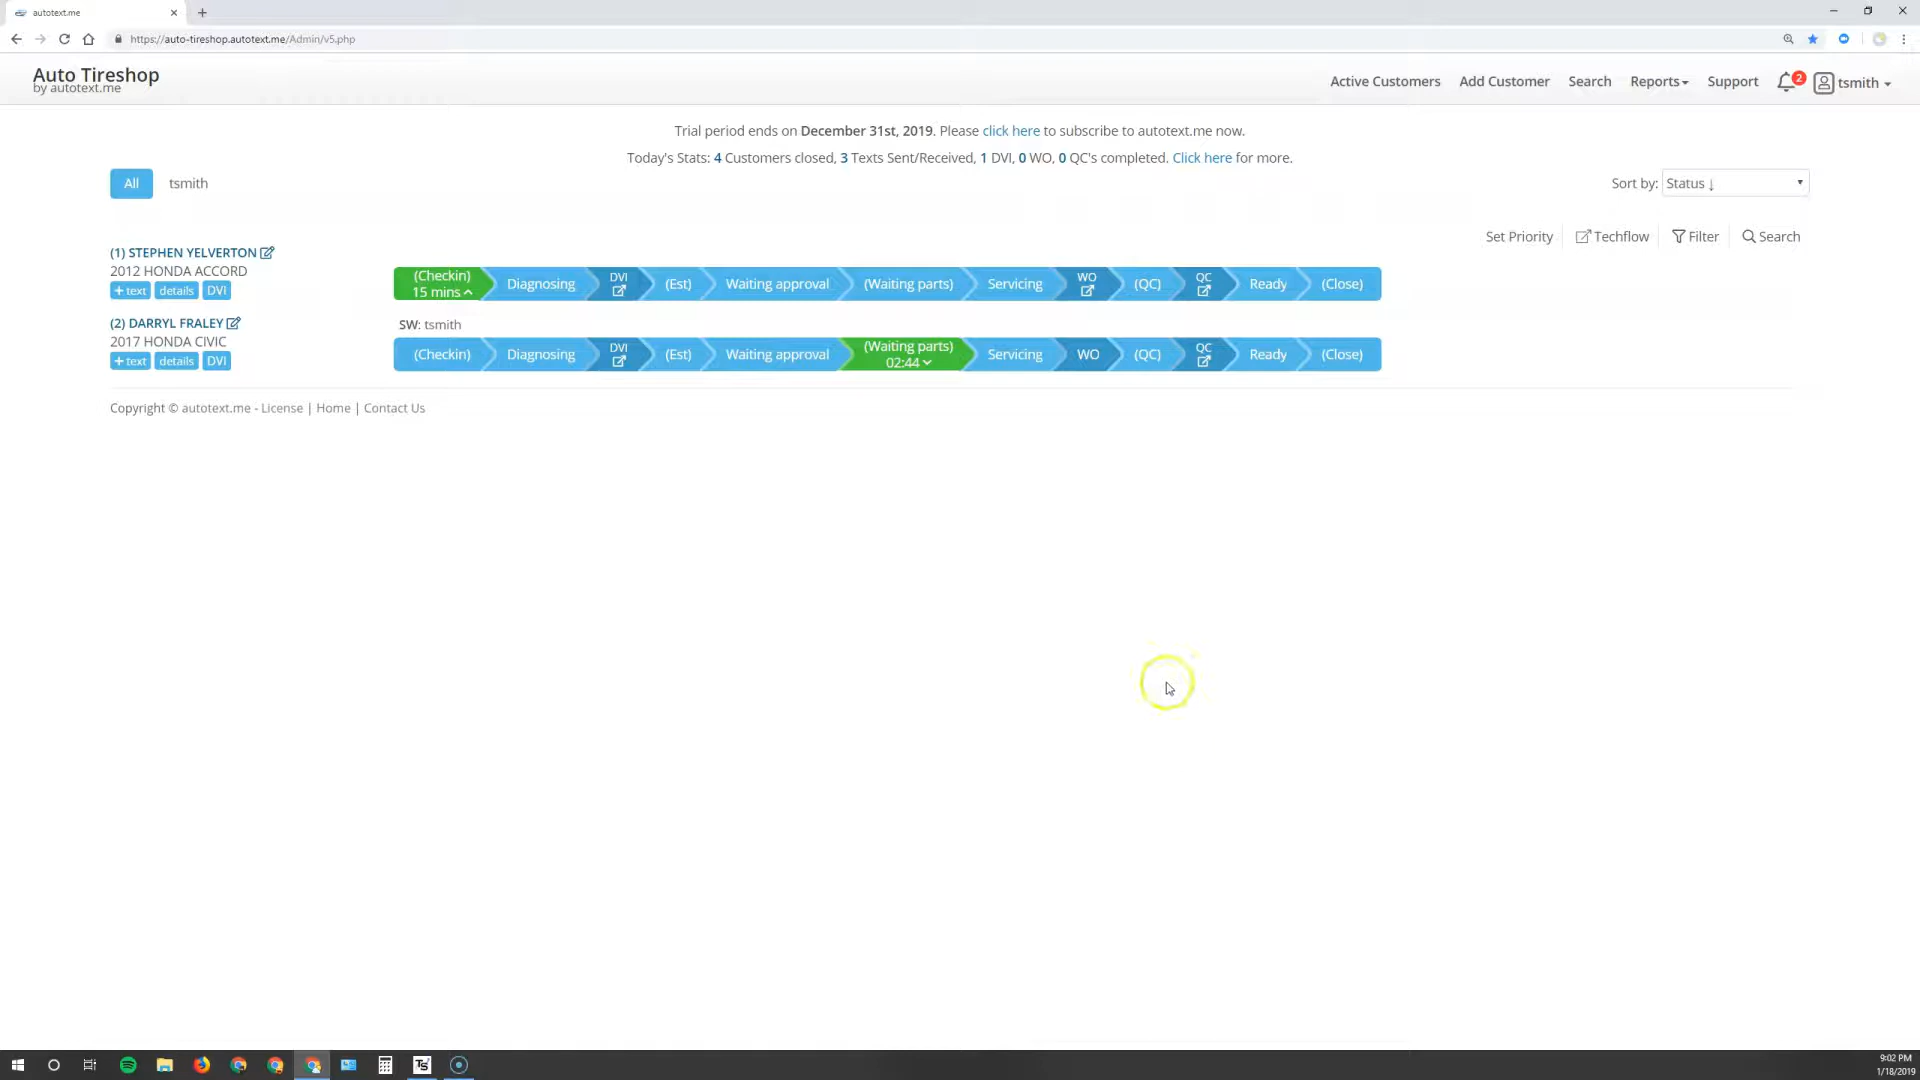 autotext.me
https://auto-tireshop.autotext.me/Admin/v5.php
Auto Tireshop
by autotext.me
Active Customers
Add Customer
Search
Reports
Support
2
tsmith
Trial period ends on December 31st, 2019. Please click here to subscribe to autotext.me now.
Today's Stats: 4 Customers closed, 3 Texts Sent/Received, 1 DVI, 0 WO, 0 QC's completed. Click here for more.
All
tsmith
Sort by: Status ↓
Set Priority
Techflow
Filter
Search
(1) STEPHEN YELVERTON
2012 HONDA ACCORD
+ text
details
DVI
(Checkin)
15 mins
Diagnosing
DVI
(Est)
Waiting approval
(Waiting parts)
Servicing
WO
(QC)
QC
Ready
(Close)
(2) DARRYL FRALEY
2017 HONDA CIVIC
+ text
details
DVI
SW: tsmith
(Checkin)
Diagnosing
DVI
(Est)
Waiting approval
(Waiting parts)
02:44
Servicing
WO
(QC)
QC
Ready
(Close)
Copyright © autotext.me - License | Home | Contact Us
TS
9:02 PM
1/18/2019